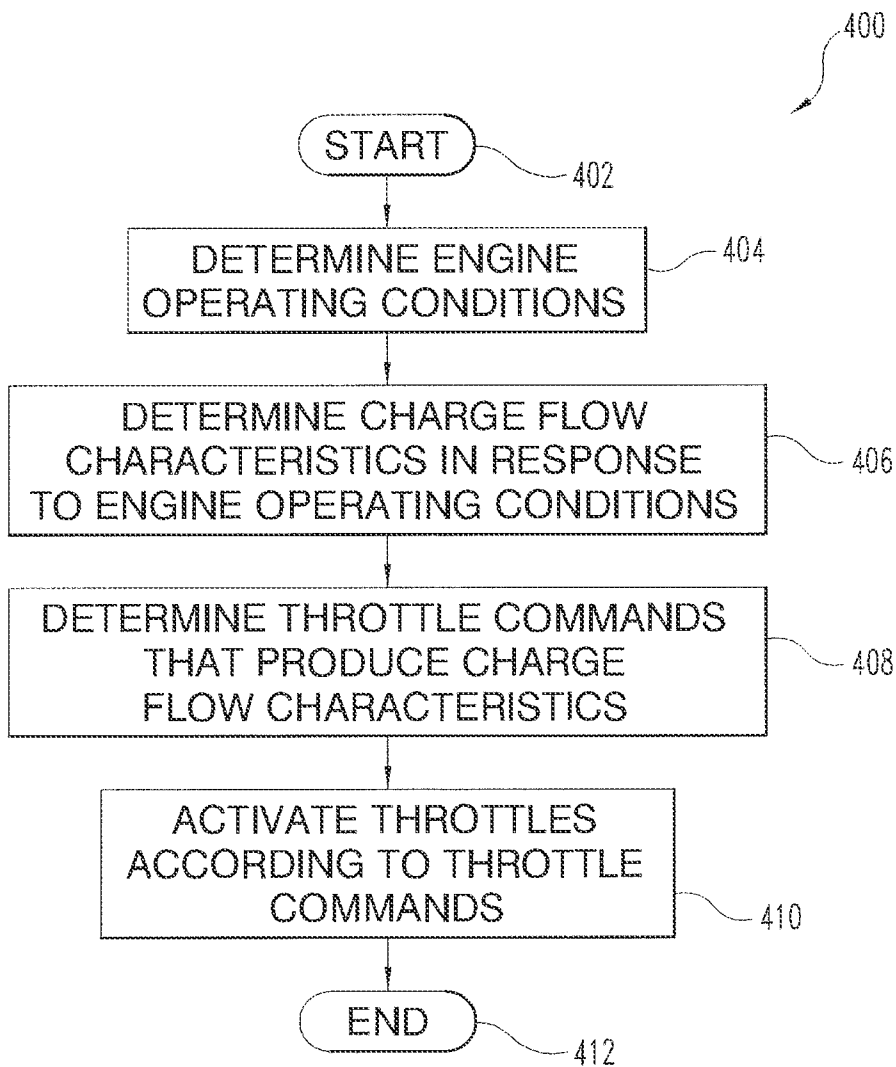 400
START
402
DETERMINE ENGINE
OPERATING CONDITIONS
404
DETERMINE CHARGE FLOW
CHARACTERISTICS IN RESPONSE
TO ENGINE OPERATING CONDITIONS
406
DETERMINE THROTTLE COMMANDS
THAT PRODUCE CHARGE
FLOW CHARACTERISTICS
408
ACTIVATE THROTTLES
ACCORDING TO THROTTLE
COMMANDS
410
END
412